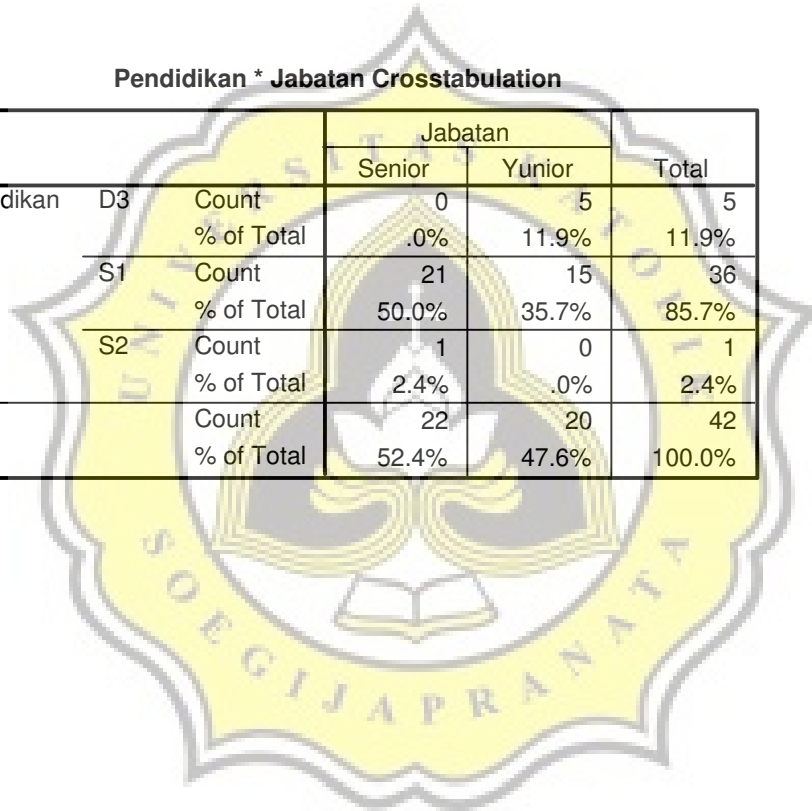 Pendidikan * Jabatan Crosstabulation
Jabatan
Senior Yunior Total
dikan D3 Count 0 5 5
% of Total .0% 11.9% 11.9%
S1 Count 21 15 36
% of Total 50.0% 35.7% 85.7%
S2 Count 1 0 1
% of Total 2.4% .0% 2.4%
Count 22 20 42
% of Total 52.4% 47.6% 100.0%
UNIVERSITAS KATOLIK
SOEGIJAPRANATA